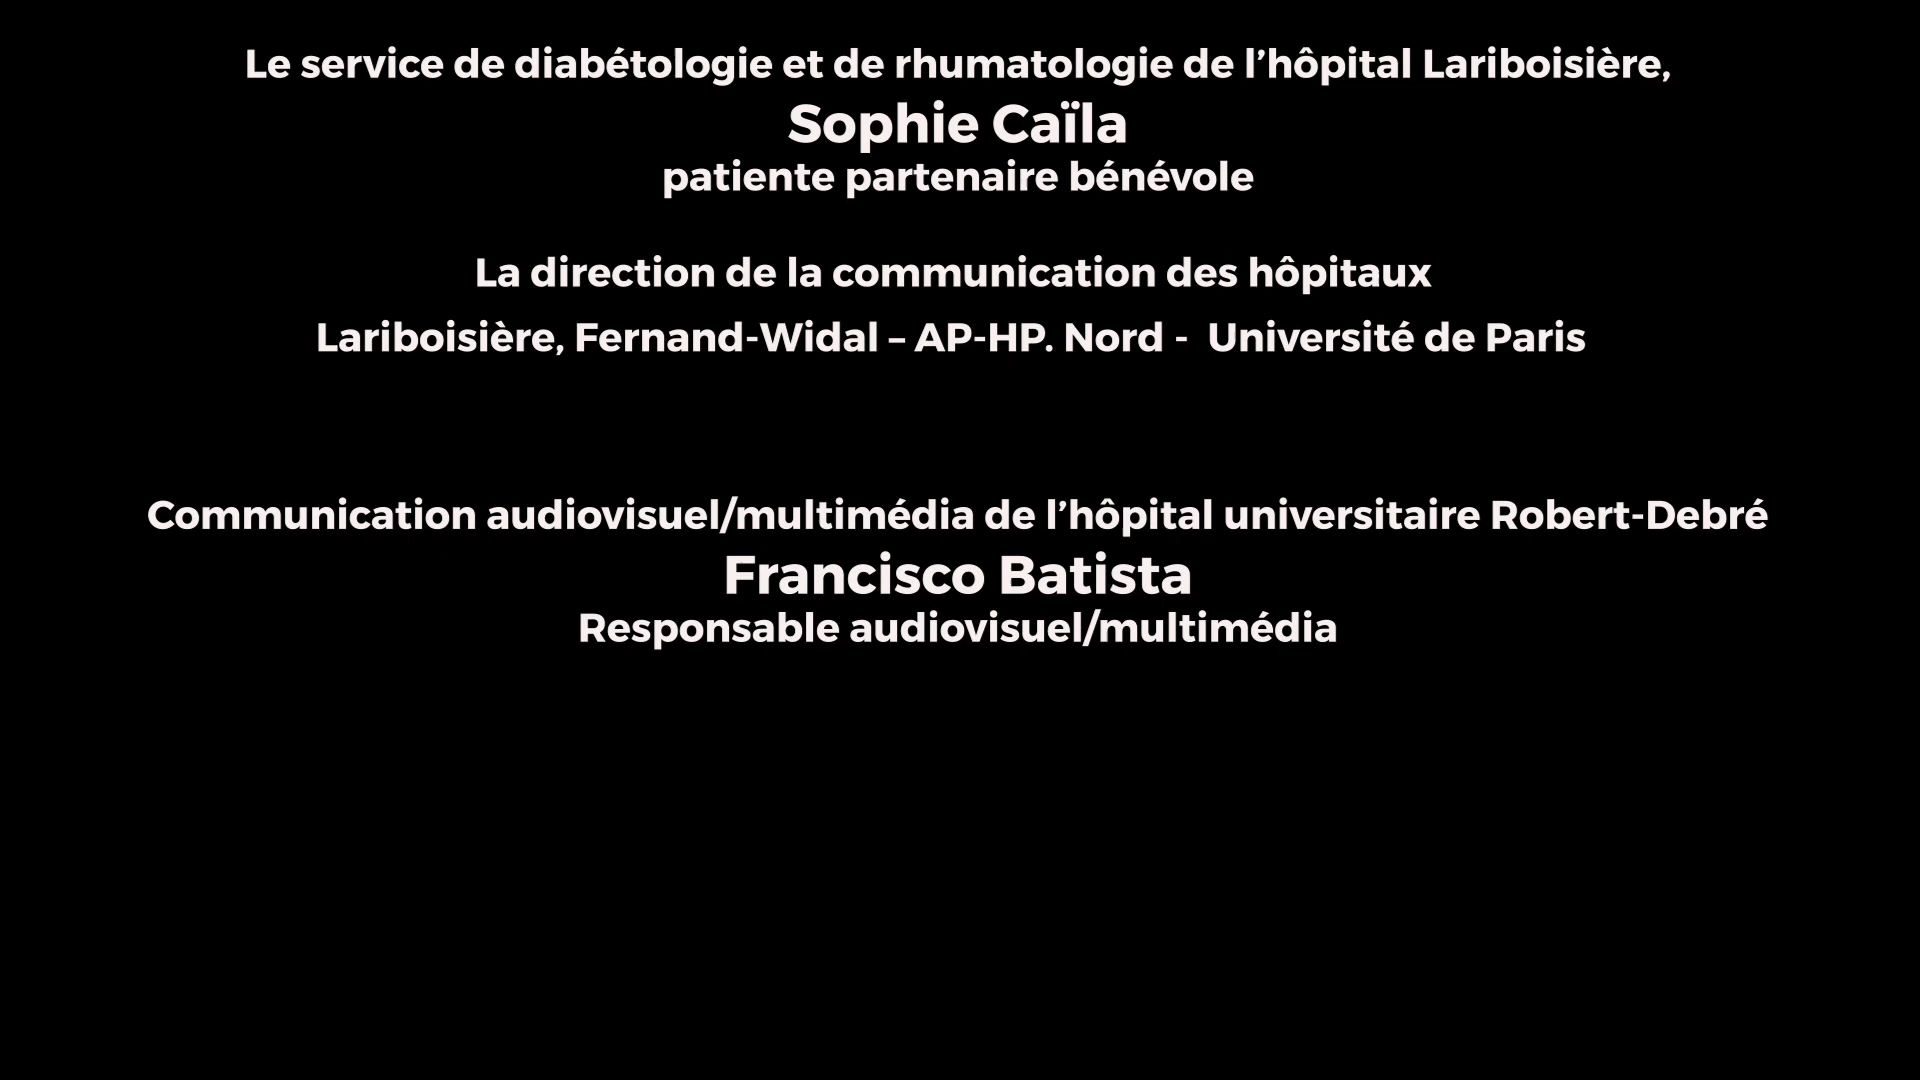 Le service de diabétologie et de rhumatologie de l’hôpital Lariboisière,
Sophie Caïla
patiente partenaire bénévole
La direction de la communication des hôpitaux
Lariboisière, Fernand-Widal – AP-HP. Nord -  Université de Paris
Communication audiovisuel/multimédia de l’hôpital universitaire Robert-Debré
Francisco Batista
Responsable audiovisuel/multimédia